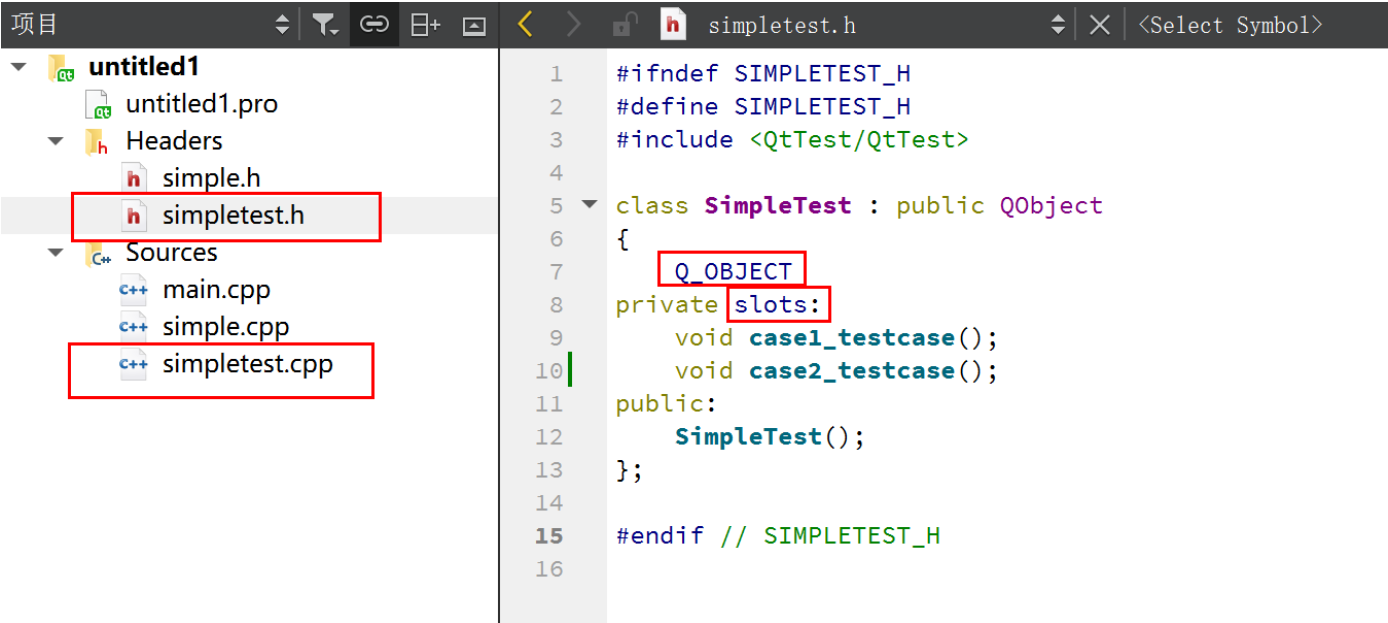 项目
untitled1
untitled1.pro
Headers
simple.h
simpletest.h
Sources
main.cpp
simple.cpp
simpletest.cpp
simpletest.h
<Select Symbol>
1 #ifndef SIMPLETEST_H
2 #define SIMPLETEST_H
3 #include <QtTest/QtTest>
4
5 class SimpleTest : public QObject
6 {
7 Q_OBJECT
8 private slots:
9 void case1_testcase();
10 void case2_testcase();
11 public:
12 SimpleTest();
13 };
14
15 #endif // SIMPLETEST_H
16